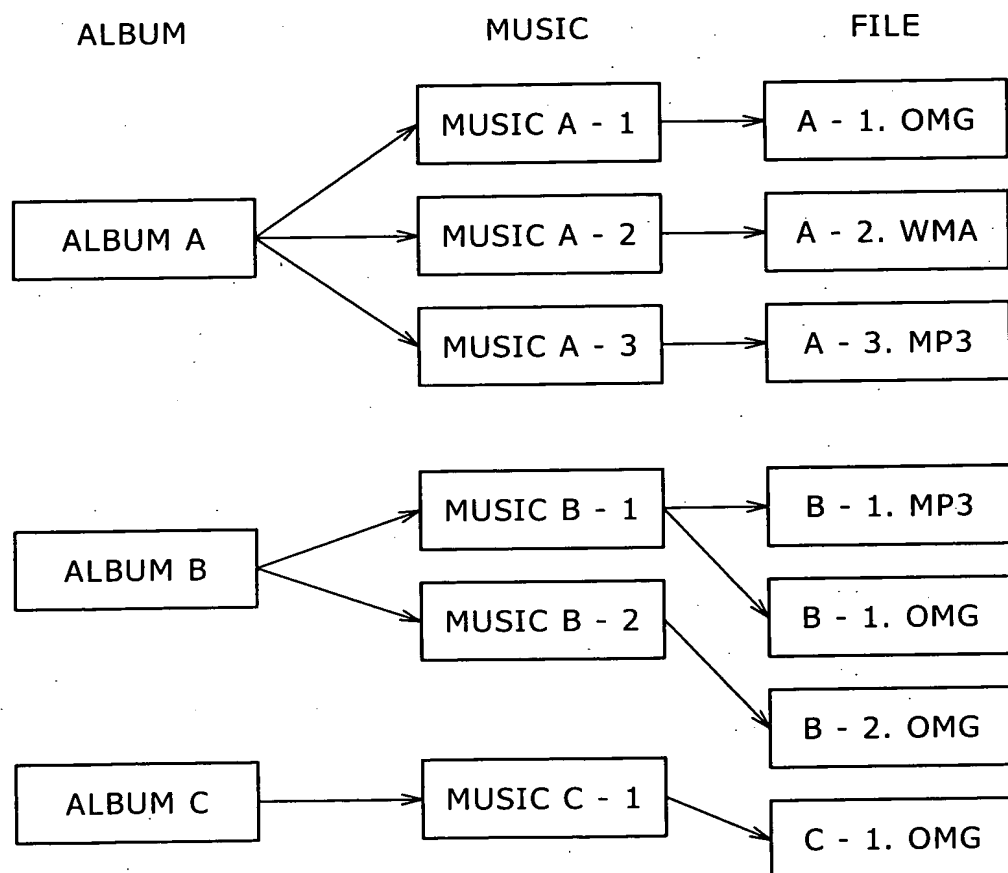 ALBUM MUSIC FILE
MUSIC A - 1
A - 1. OMG
ALBUM A
MUSIC A - 2
A - 2. WMA
MUSIC A - 3
A - 3. MP3
MUSIC B - 1
B - 1. MP3
ALBUM B
MUSIC B - 2
B - 1. OMG
B - 2. OMG
ALBUM C
MUSIC C - 1
C - 1. OMG